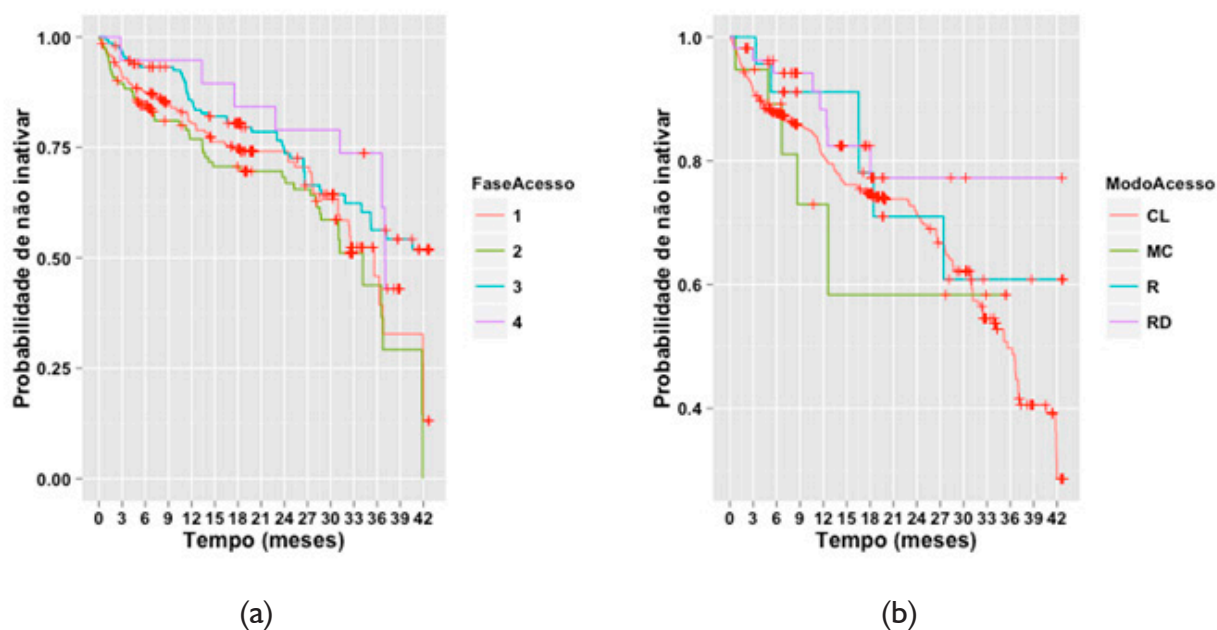 1.00
0.75
0.50
0.25
0.00
Probabilidade de não inativar
0 3 6 9 12 15 18 21 24 27 30 33 36 39 42
Tempo (meses)
FaseAcesso
1
2
3
4
(a)
1.0
0.8
0.6
0.4
Probabilidade de não inativar
0 3 6 9 12 15 18 21 24 27 30 33 36 39 42
Tempo (meses)
ModoAcesso
CL
MC
R
RD
(b)